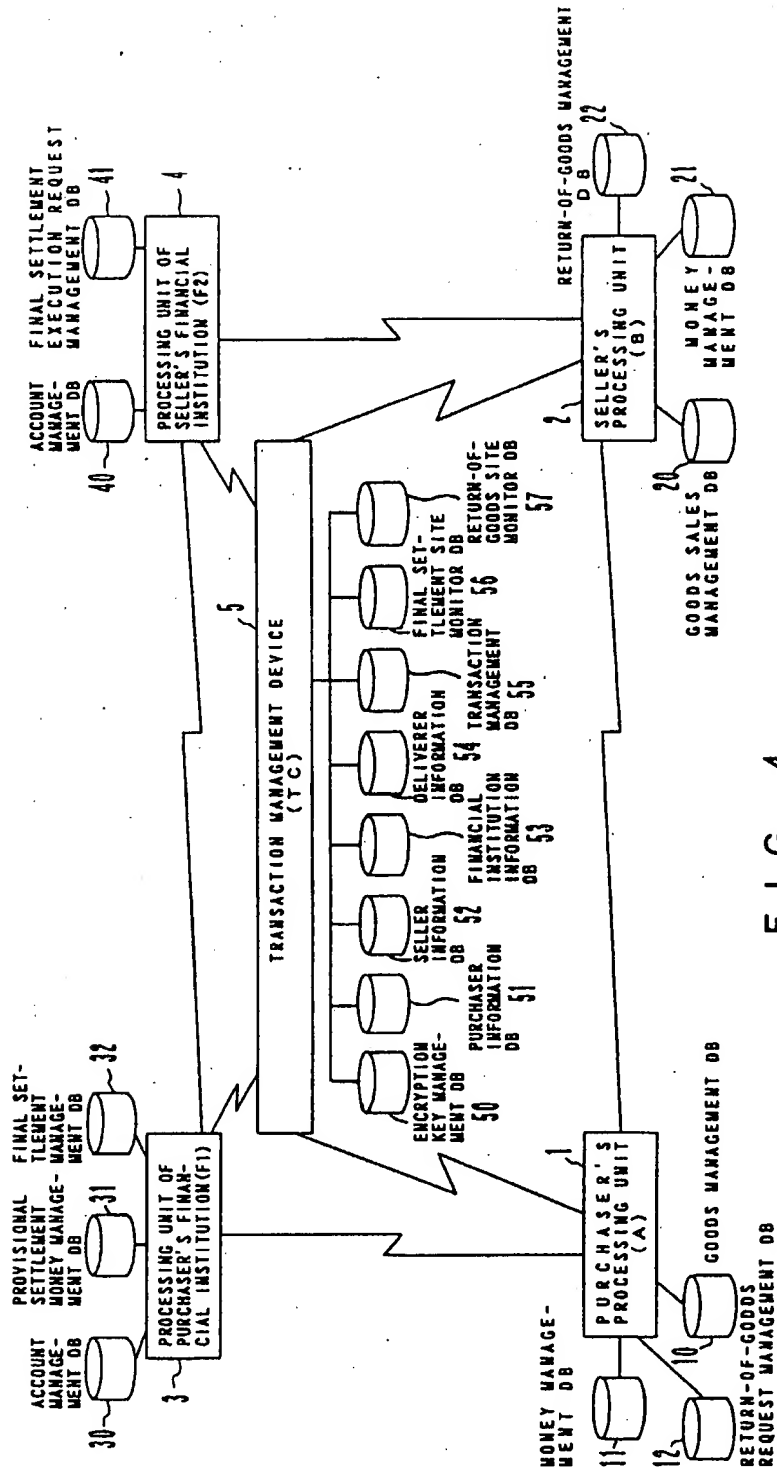 ACCOUNT
MANAGE-
MENT DB
30
PROVISIONAL
SETTLEMENT
MONEY MANAGE-
MENT DB
31
FINAL SET-
TLEMENT
MANAGE-
MENT DB
32
PROCESSING UNIT OF
PURCHASER'S FINAN-
CIAL INSTITUTION(F1)
3
ACCOUNT
MANAGE-
MENT DB
40
FINAL SETTLEMENT
EXECUTION REQUEST
MANAGEMENT DB
41
PROCESSING UNIT OF
SELLER'S FINANCIAL
INSTITUTION (F2)
4
5
TRANSACTION MANAGEMENT DEVICE
(TC)
ENCRYPTION
KEY MANAGE-
MENT DB
50
PURCHASER
INFORMATION
DB
51
SELLER
INFORMATION
DB
52
FINANCIAL
INSTITUTION
INFORMATION
DB
53
DELIVERER
INFORMATION
DB
54
TRANSACTION
MANAGEMENT
DB
55
FINAL SET-
TLEMENT SITE
MONITOR DB
56
RETURN-OF-
GOODS SITE
MONITOR DB
57
MONEY MANAGE-
MENT DB
11
1
PURCHASER'S
PROCESSING UNIT
(A)
12
RETURN-OF-GODDS
REQUEST MANAGEMENT DB
10
GOODS MANAGEMENT DB
2
SELLER'S
PROCESSING UNIT
(B)
RETURN-OF-GOODS MANAGEMENT
DB
22
20
GOODS SALES
MANAGEMENT DB
21
MONEY
MANAGE-
MENT DB
FIG. 4